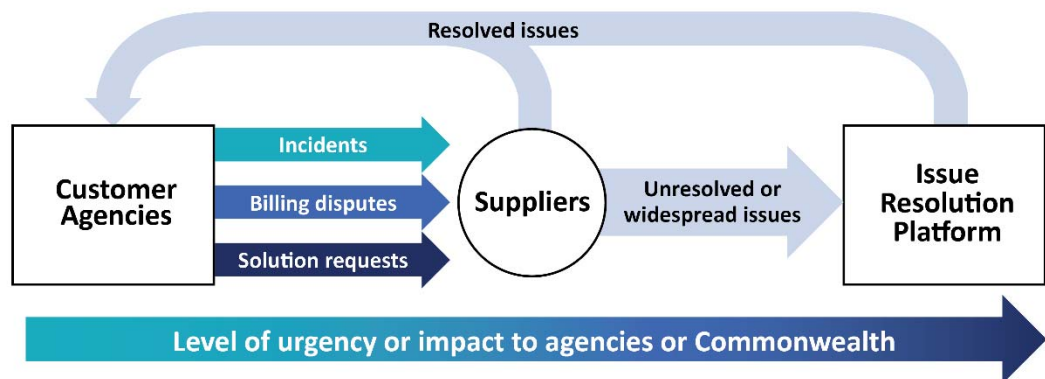 Resolved issues
Customer
Agencies
Incidents
Billing disputes
Solution requests
Suppliers
Unresolved or
widespread issues
Issue
Resolution
Platform
Level of urgency or impact to agencies or Commonwealth